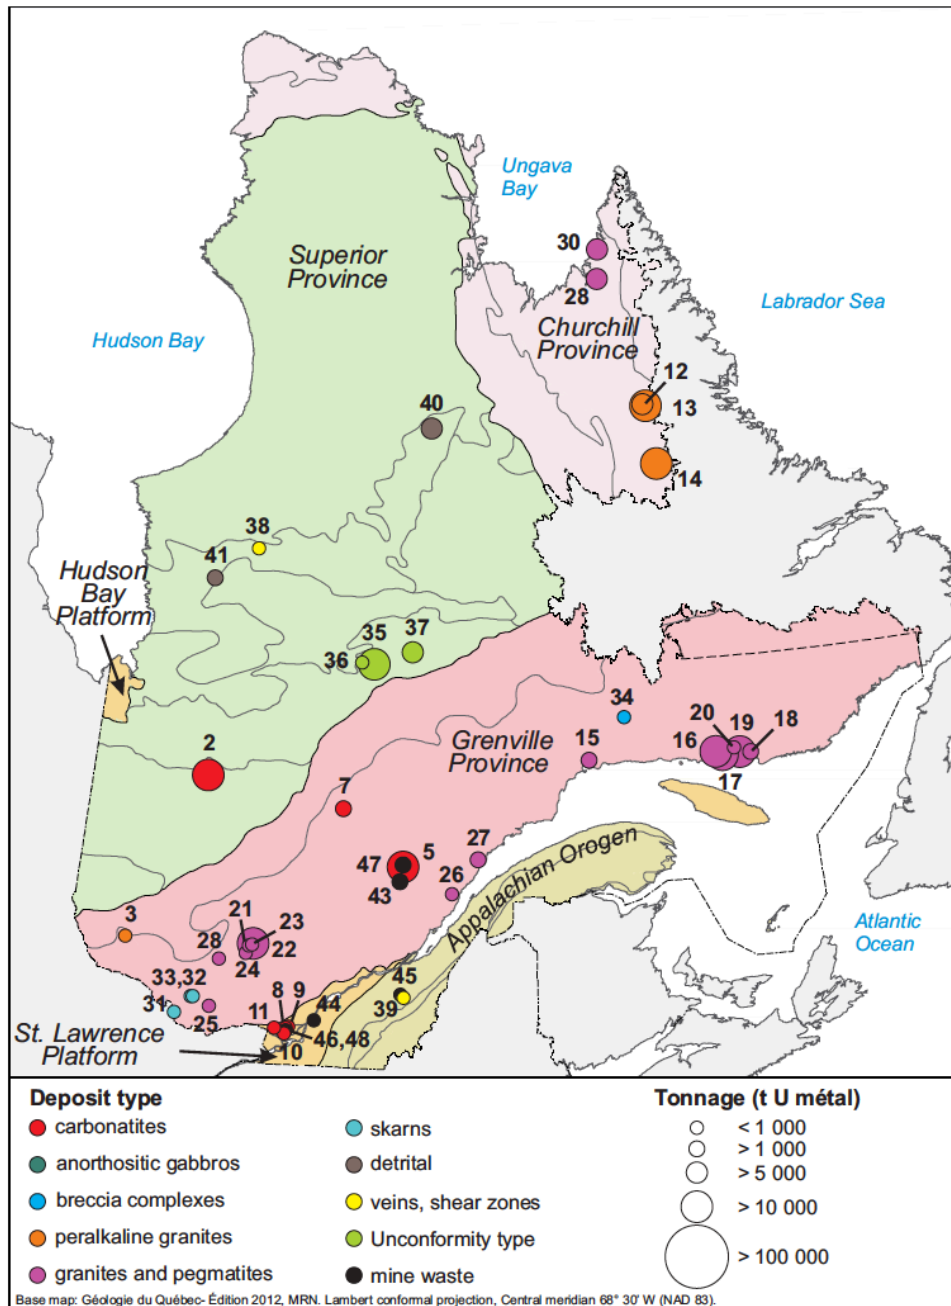 Ungava
Bay
30
Superior
Province
28
Labrador Sea
Churchill
Province
Hudson Bay
12
13
40
14
38
41
Hudson
Bay
Platform
35
37
36
34
2
20
19
18
16
15
Grenville
Province
17
7
27
5
47
26
43
Appalachian Orogen
3
21
23
28
22
24
Atlantic
Ocean
33,32
8
9
44
45
31
39
11
25
46,48
St. Lawrence
Platform
10
Deposit type
carbonatites
anorthositic gabbros
breccia complexes
peralkaline granites
granites and pegmatites
skarns
detrital
veins, shear zones
Unconformity type
mine waste
Tonnage (t U métal)
< 1 000
> 1 000
> 5 000
> 10 000
> 100 000
Base map: Géologie du Québec- Édition 2012, MRN. Lambert conformal projection, Central meridian 68° 30' W (NAD 83).